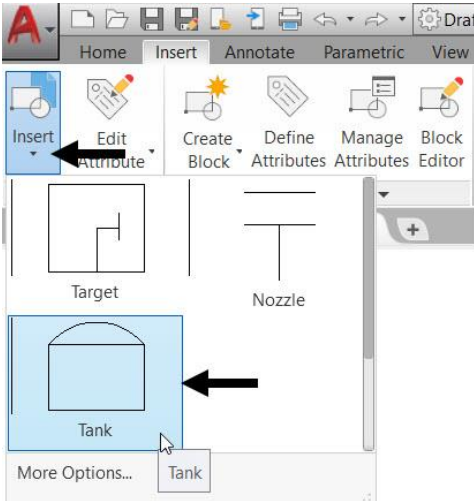 A
Draf
Home Insert Annotate Parametric View
Insert Edit Create Define Manage Block
Attribute Block Attributes Attributes Editor
Target
Nozzle
Tank
More Options... Tank